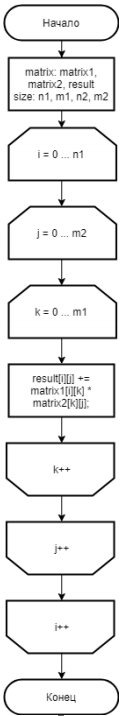 Начало
matrix: matrix1,
matrix2, result
size: n1, m1, n2, m2
i = 0 ... n1
j = 0 ... m2
k = 0 ... m1
result[i][j] +=
matrix1[i][k] *
matrix2[k][j];
k++
j++
i++
Конец